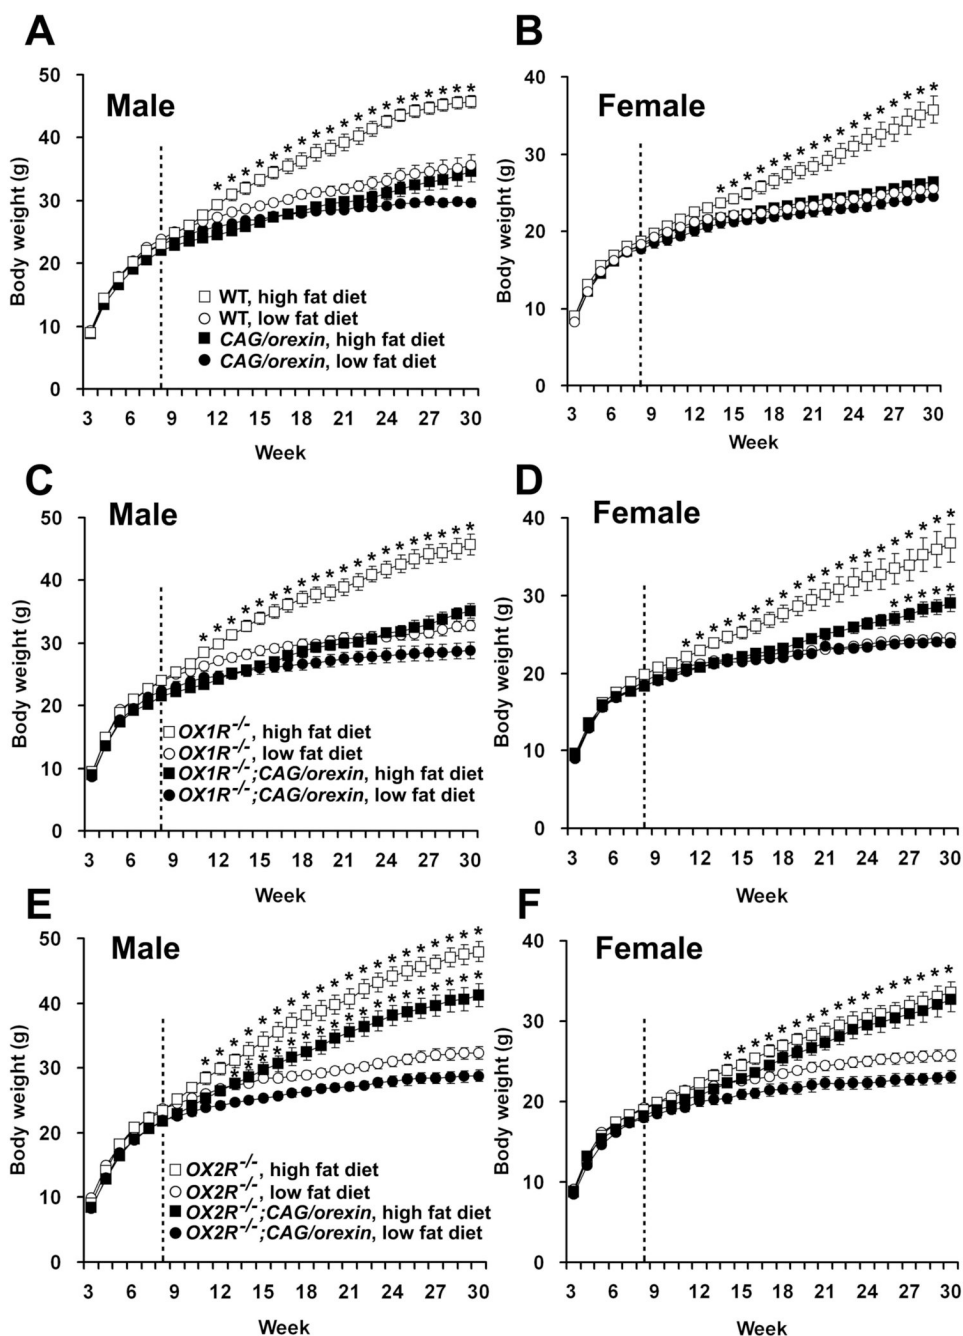 A
Male
Body weight (g)
50
40
30
20
10
0
* * * * * * * * * * * * * * * * * * *
WT, high fat diet
WT, low fat diet
CAG/orexin, high fat diet
CAG/orexin, low fat diet
3 6 9 12 15 18 21 24 27 30
Week
B
Female
Body weight (g)
40
30
20
10
0
* * * * * * * * * * * * * * * * *
3 6 9 12 15 18 21 24 27 30
Week
C
Male
Body weight (g)
50
40
30
20
10
0
* * * * * * * * * * * * * * * * * * * *
OX1R-/-, high fat diet
OX1R-/-, low fat diet
OX1R-/-;CAG/orexin, high fat diet
OX1R-/-;CAG/orexin, low fat diet
3 6 9 12 15 18 21 24 27 30
Week
D
Female
Body weight (g)
40
30
20
10
0
* * * * * * * * * * * * * * * * * * * *
* * * * *
3 6 9 12 15 18 21 24 27 30
Week
E
Male
Body weight (g)
50
40
30
20
10
0
* * * * * * * * * * * * * * * * * * * *
* * * * * * * * * * * * * * * * * *
OX2R-/-, high fat diet
OX2R-/-, low fat diet
OX2R-/-;CAG/orexin, high fat diet
OX2R-/-;CAG/orexin, low fat diet
3 6 9 12 15 18 21 24 27 30
Week
F
Female
Body weight (g)
40
30
20
10
0
* * * * * * * * * * * * * * * * *
3 6 9 12 15 18 21 24 27 30
Week